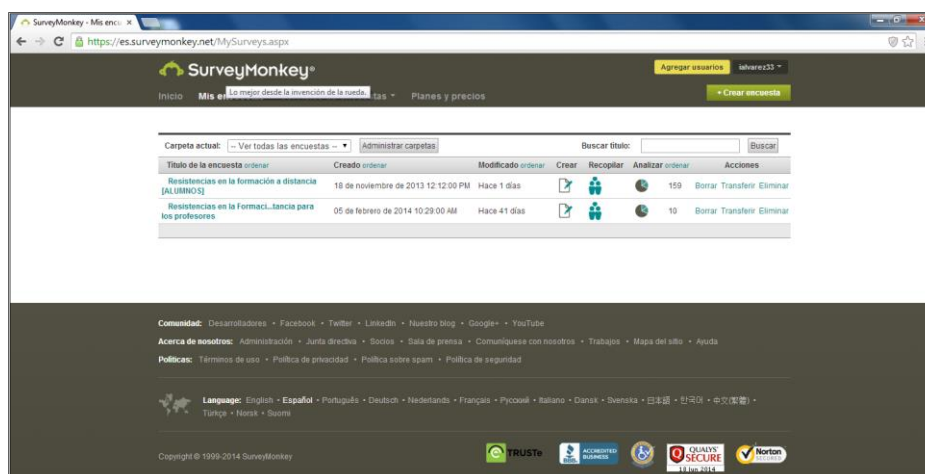 SurveyMonkey - Mis encu
https://es.surveymonkey.net/MySurveys.aspx
SurveyMonkey®
Agregar usuarios
ialvarez33
Inicio Mis en tas Planes y precios
Lo mejor desde la invención de la rueda.
+ Crear encuesta
Carpeta actual: -- Ver todas las encuestas -- Administrar carpetas Buscar título: Buscar
Título de la encuesta ordenar Creado ordenar Modificado ordenar Crear Recopilar Analizar ordenar Acciones
Resistencias en la formación a distancia
[ALUMNOS]
18 de noviembre de 2013 12:12:00 PM Hace 1 días 159 Borrar Transferir Eliminar
Resistencias en la Formaci...tancia para
los profesores
05 de febrero de 2014 10:29:00 AM Hace 41 días 10 Borrar Transferir Eliminar
Comunidad: Desarrolladores • Facebook • Twitter • LinkedIn • Nuestro blog • Google+ • YouTube
Acerca de nosotros: Administración • Junta directiva • Socios • Sala de prensa • Comuníquese con nosotros • Trabajos • Mapa del sitio • Ayuda
Políticas: Términos de uso • Política de privacidad • Política sobre spam • Política de seguridad
Language: English • Español • Português • Deutsch • Nederlands • Français • Русский • Italiano • Dansk • Svenska • 日本語 • 한국어 • 中文(繁體) •
Türkçe • Norsk • Suomi
Copyright © 1999-2014 SurveyMonkey
TRUSTe
BBB
ACCREDITED
BUSINESS
QUALYS'
SECURE
18 Jun 2014
Norton
SECURED